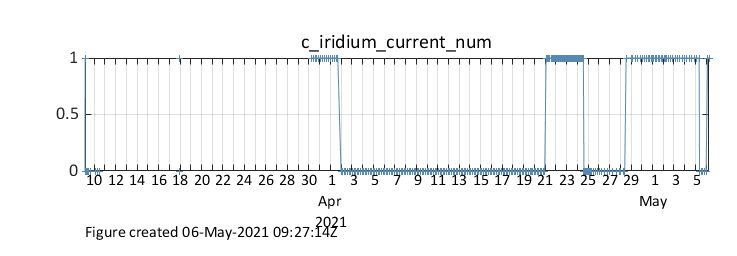 c_iridium_current_num
1
0.5
0
10 12 14 16 18 20 22 24 26 28 30 1 3 5 7 9 11 13 15 17 19 21 23 25 27 29 1 3 5
Apr May
2021
Figure created 06-May-2021 09:27:14Z